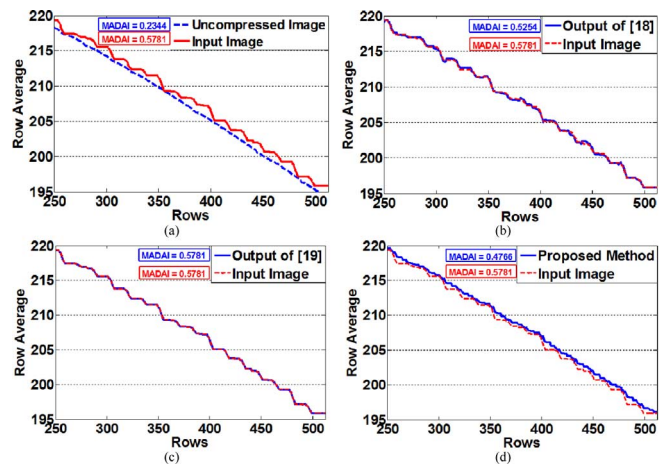 MADAI = 0.2344
Uncompressed Image
MADAI = 0.5781
Input Image
220
215
210
205
200
195
Row Average
250 300 350 400 450 500
Rows
(a)
MADAI = 0.5254
Output of [18]
MADAI = 0.5781
Input Image
220
215
210
205
200
195
Row Average
250 300 350 400 450 500
Rows
(b)
MADAI = 0.5781
Output of [19]
MADAI = 0.5781
Input Image
220
215
210
205
200
195
Row Average
250 300 350 400 450 500
Rows
(c)
MADAI = 0.4766
Proposed Method
MADAI = 0.5781
Input Image
220
215
210
205
200
195
Row Average
250 300 350 400 450 500
Rows
(d)